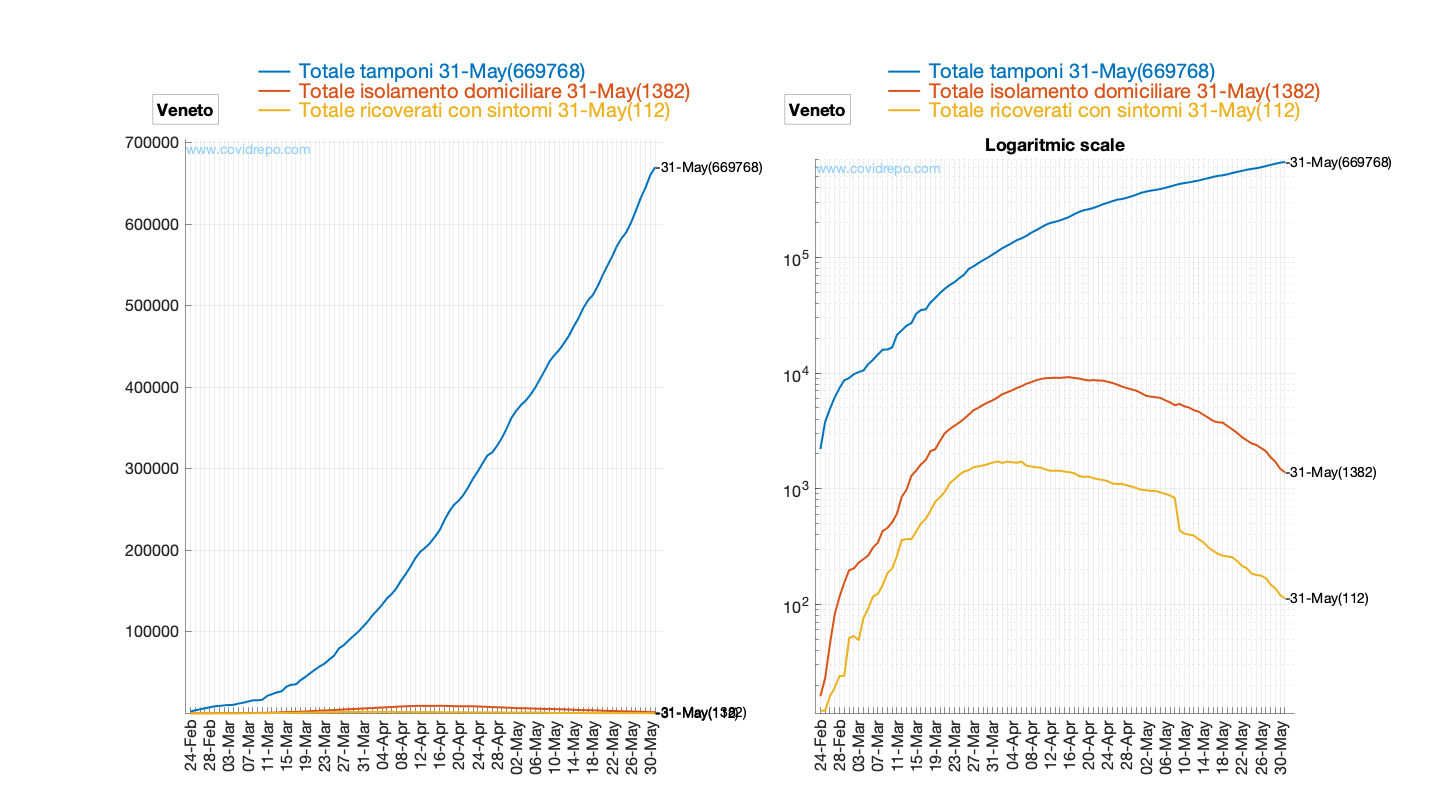 Totale tamponi 31-May(669768)
Totale isolamento domiciliare 31-May(1382)
Totale ricoverati con sintomi 31-May(112)
Veneto
www.covidrepo.com
700000
600000
500000
400000
300000
200000
100000
31-May(669768)
31-May(1382)
31-May(112)
24-Feb
28-Feb
03-Mar
07-Mar
11-Mar
15-Mar
19-Mar
23-Mar
27-Mar
31-Mar
04-Apr
08-Apr
12-Apr
16-Apr
20-Apr
24-Apr
28-Apr
02-May
06-May
10-May
14-May
18-May
22-May
26-May
30-May
Totale tamponi 31-May(669768)
Totale isolamento domiciliare 31-May(1382)
Totale ricoverati con sintomi 31-May(112)
Veneto
Logaritmic scale
www.covidrepo.com
10^5
10^4
10^3
10^2
31-May(669768)
31-May(1382)
31-May(112)
24-Feb
28-Feb
03-Mar
07-Mar
11-Mar
15-Mar
19-Mar
23-Mar
27-Mar
31-Mar
04-Apr
08-Apr
12-Apr
16-Apr
20-Apr
24-Apr
28-Apr
02-May
06-May
10-May
14-May
18-May
22-May
26-May
30-May